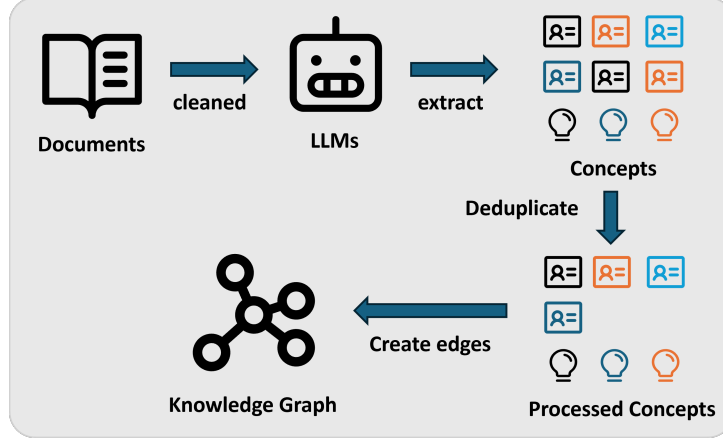 Documents
cleaned
LLMs
extract
Concepts
Deduplicate
Processed Concepts
Create edges
Knowledge Graph